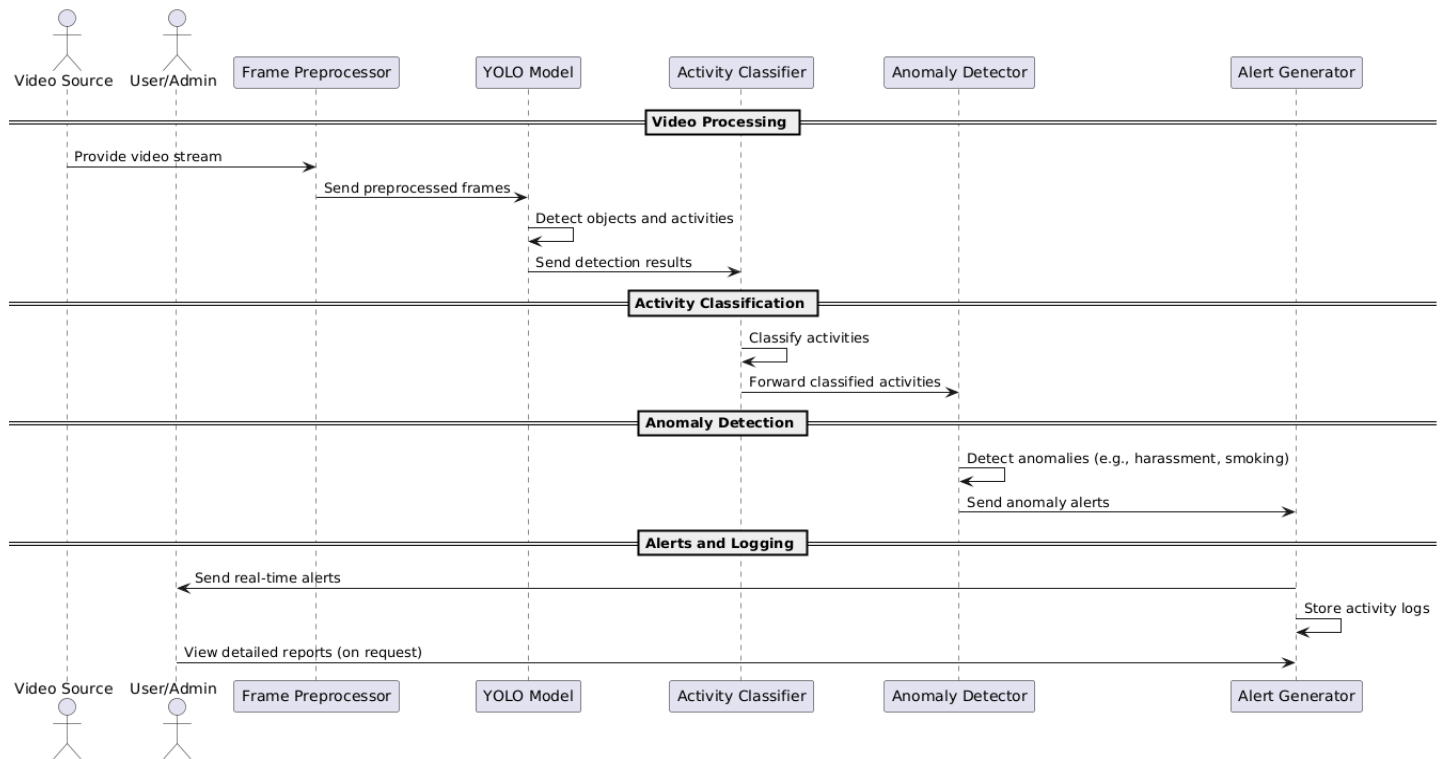 Video Source
User/Admin
Frame Preprocessor
YOLO Model
Activity Classifier
Anomaly Detector
Alert Generator
Video Processing
Provide video stream
Send preprocessed frames
Detect objects and activities
Send detection results
Activity Classification
Classify activities
Forward classified activities
Anomaly Detection
Detect anomalies (e.g., harassment, smoking)
Send anomaly alerts
Alerts and Logging
Send real-time alerts
Store activity logs
View detailed reports (on request)
Video Source
User/Admin
Frame Preprocessor
YOLO Model
Activity Classifier
Anomaly Detector
Alert Generator